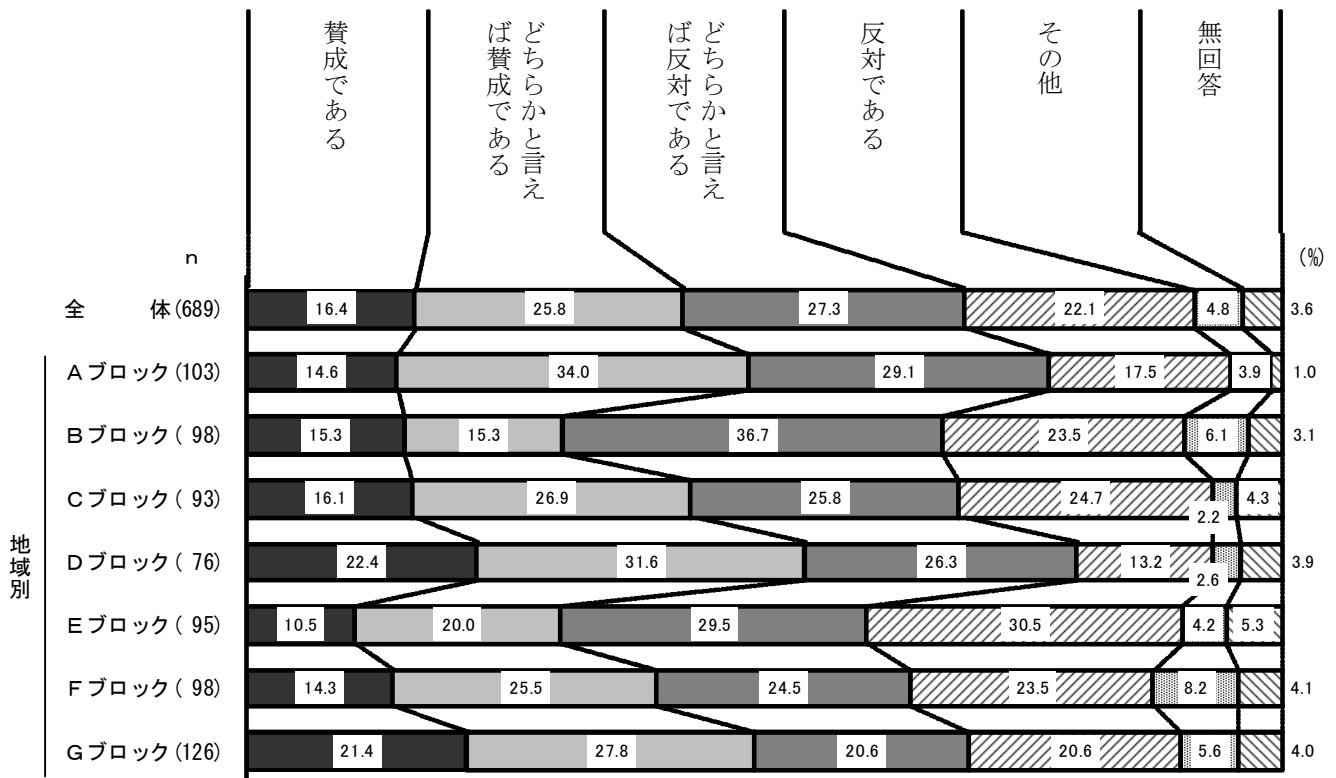 賛成である
どちらかと言え
ば賛成である
どちらかと言え
ば反対である
反対である
その他
無回答
n
(%)
全 体(689) 16.4 25.8 27.3 22.1 4.8 3.6
地域別
Aブロック(103) 14.6 34.0 29.1 17.5 3.9 1.0
Bブロック( 98) 15.3 15.3 36.7 23.5 6.1 3.1
Cブロック( 93) 16.1 26.9 25.8 24.7 2.2 4.3
Dブロック( 76) 22.4 31.6 26.3 13.2 2.6 3.9
Eブロック( 95) 10.5 20.0 29.5 30.5 4.2 5.3
Fブロック( 98) 14.3 25.5 24.5 23.5 8.2 4.1
Gブロック(126) 21.4 27.8 20.6 20.6 5.6 4.0